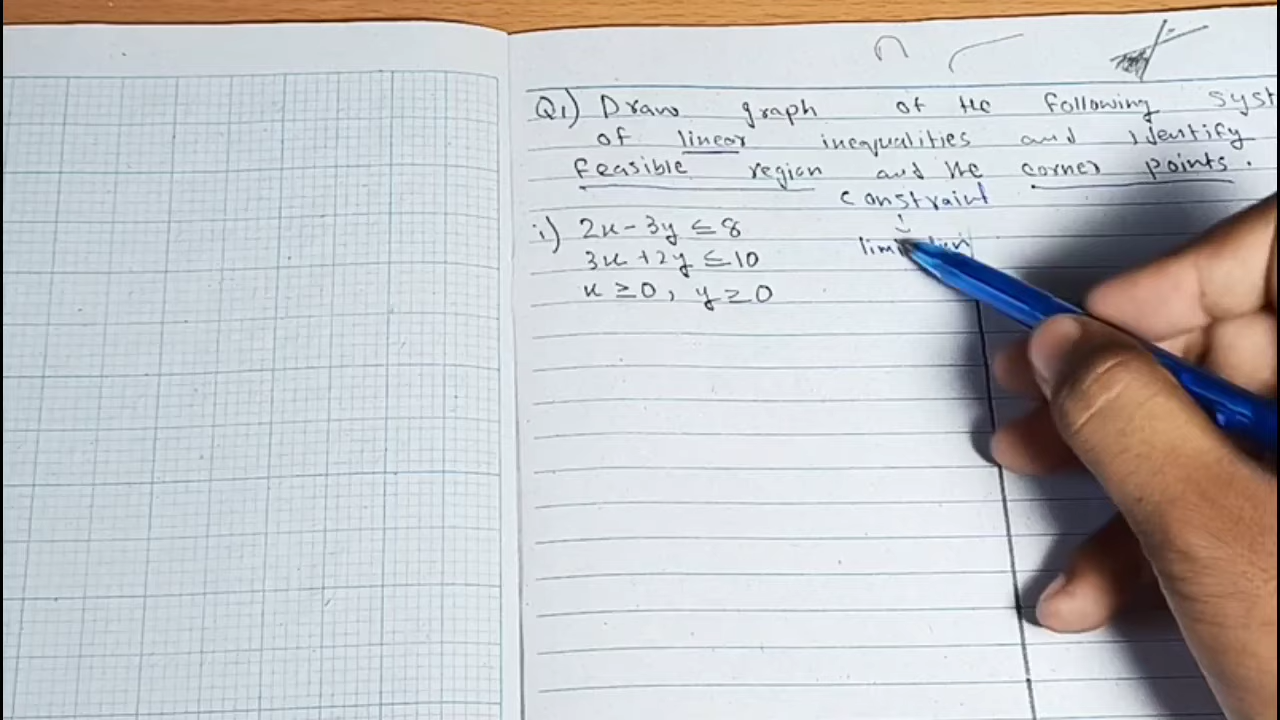 Q1) Draw graph of the following syst
of linear inequalities and identify
feasible region and the corner points.
constraint
i) 2x - 3y ≤ 8
3x + 2y ≤ 10
x ≥ 0, y ≥ 0